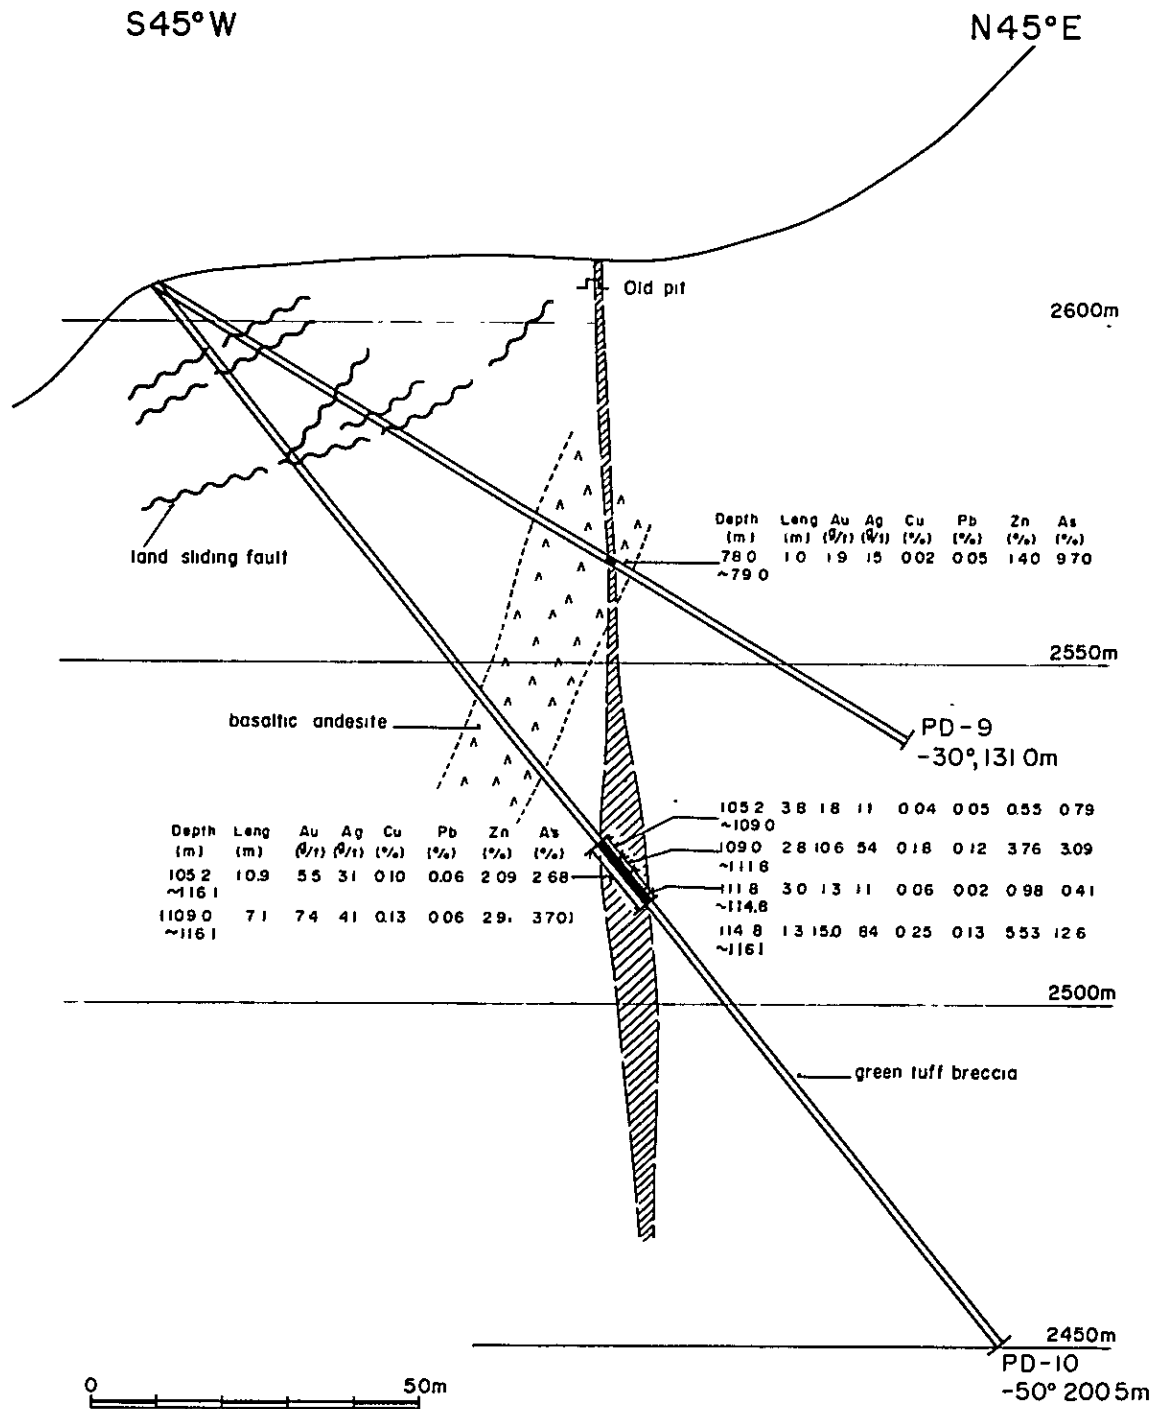 S45°W
N45°E
Old pit
2600m
land sliding fault
Depth Leng Au Ag Cu Pb Zn As
(m) (m) (g/t) (g/t) (%) (%) (%) (%)
78 0 1 0 1 9 15 0 02 0 05 1 40 9 70
~79 0
2550m
basaltic andesite
PD-9
-30°, 131 0m
105 2 3 8 1 8 11 0 04 0 05 0.55 0 79
~109 0
109 0 2 8 10 6 54 0 18 0 12 3 76 3.09
~111 8
111 8 3 0 1 3 11 0 06 0 02 0 98 0 41
~114.8
114 8 1 3 15.0 84 0 25 0 13 5 53 12 6
~116 1
Depth Leng Au Ag Cu Pb Zn As
(m) (m) (g/t) (g/t) (%) (%) (%) (%)
105 2 10.9 5 5 31 0 10 0.06 2 09 2 68
~116 1
(109 0 7 1 7 4 41 0.13 0 06 2 91 3 70)
~116 1
2500m
green tuff breccia
2450m
PD-10
-50° 200 5m
0 50m